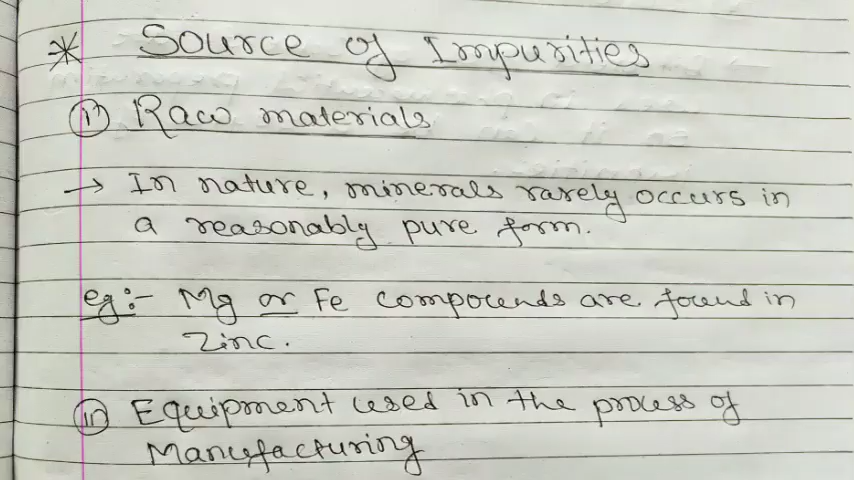 * Source of Impurities
(i) Raw materials
→ In nature, minerals rarely occurs in
a reasonably pure form.
eg:- Mg or Fe compounds are found in
Zinc.
(ii) Equipment used in the process of
Manufacturing